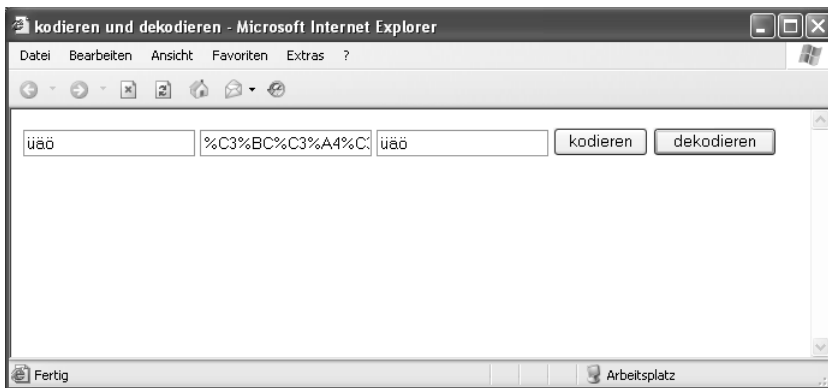 kodieren und dekodieren - Microsoft Internet Explorer
Datei Bearbeiten Ansicht Favoriten Extras ?
üäö %C3%BC%C3%A4%C üäö kodieren dekodieren
Fertig Arbeitsplatz